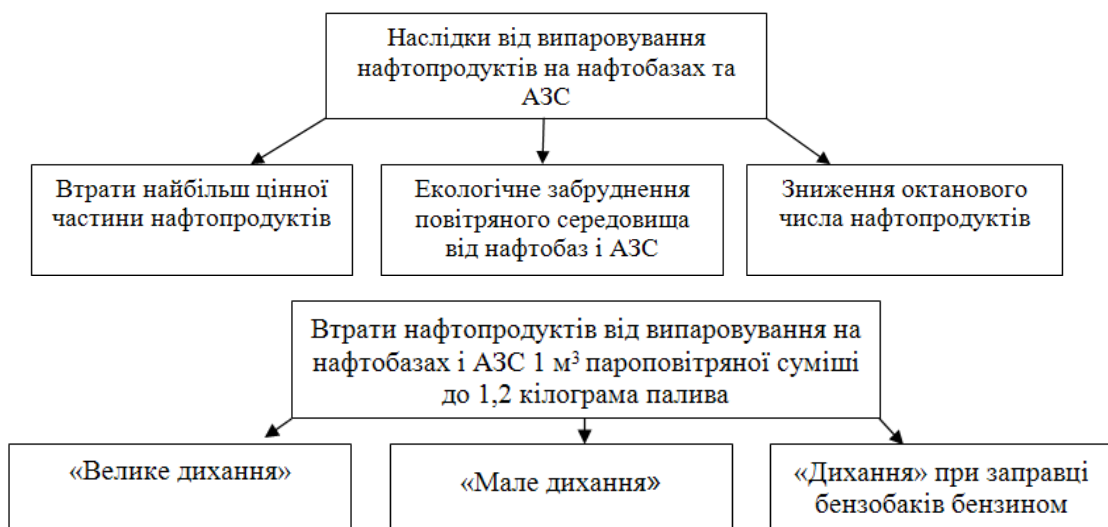 Наслідки від випаровування
нафтопродуктів на нафтобазах та
АЗС
Втрати найбільш цінної
частини нафтопродуктів
Екологічне забруднення
повітряного середовища
від нафтобаз і АЗС
Зниження октанового
числа нафтопродуктів
Втрати нафтопродуктів від випаровування на
нафтобазах і АЗС 1 м³ пароповітряної суміші
до 1,2 кілограма палива
«Велике дихання»
«Мале дихання»
«Дихання» при заправці
бензобаків бензином